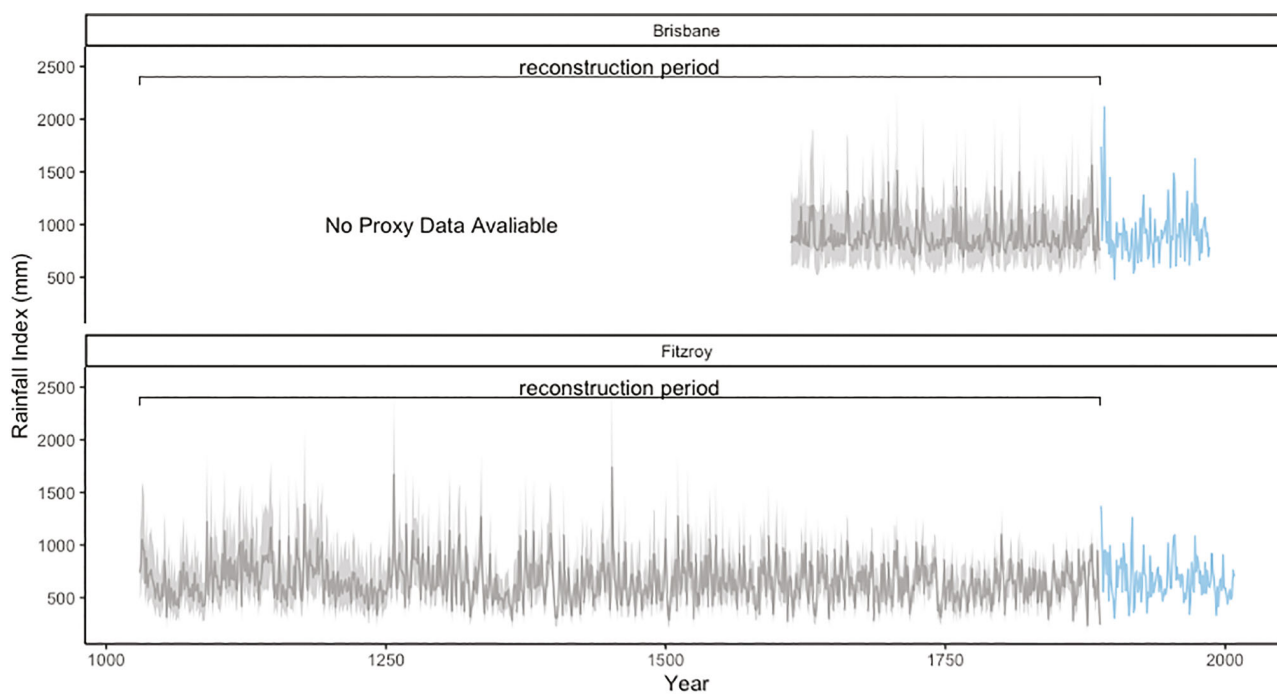 Brisbane
2500
reconstruction period
2000
1500
1000
No Proxy Data Avaliable
500
Rainfall Index (mm)
Fitzroy
2500
reconstruction period
2000
1500
1000
500
1000 1250 1500 1750 2000
Year